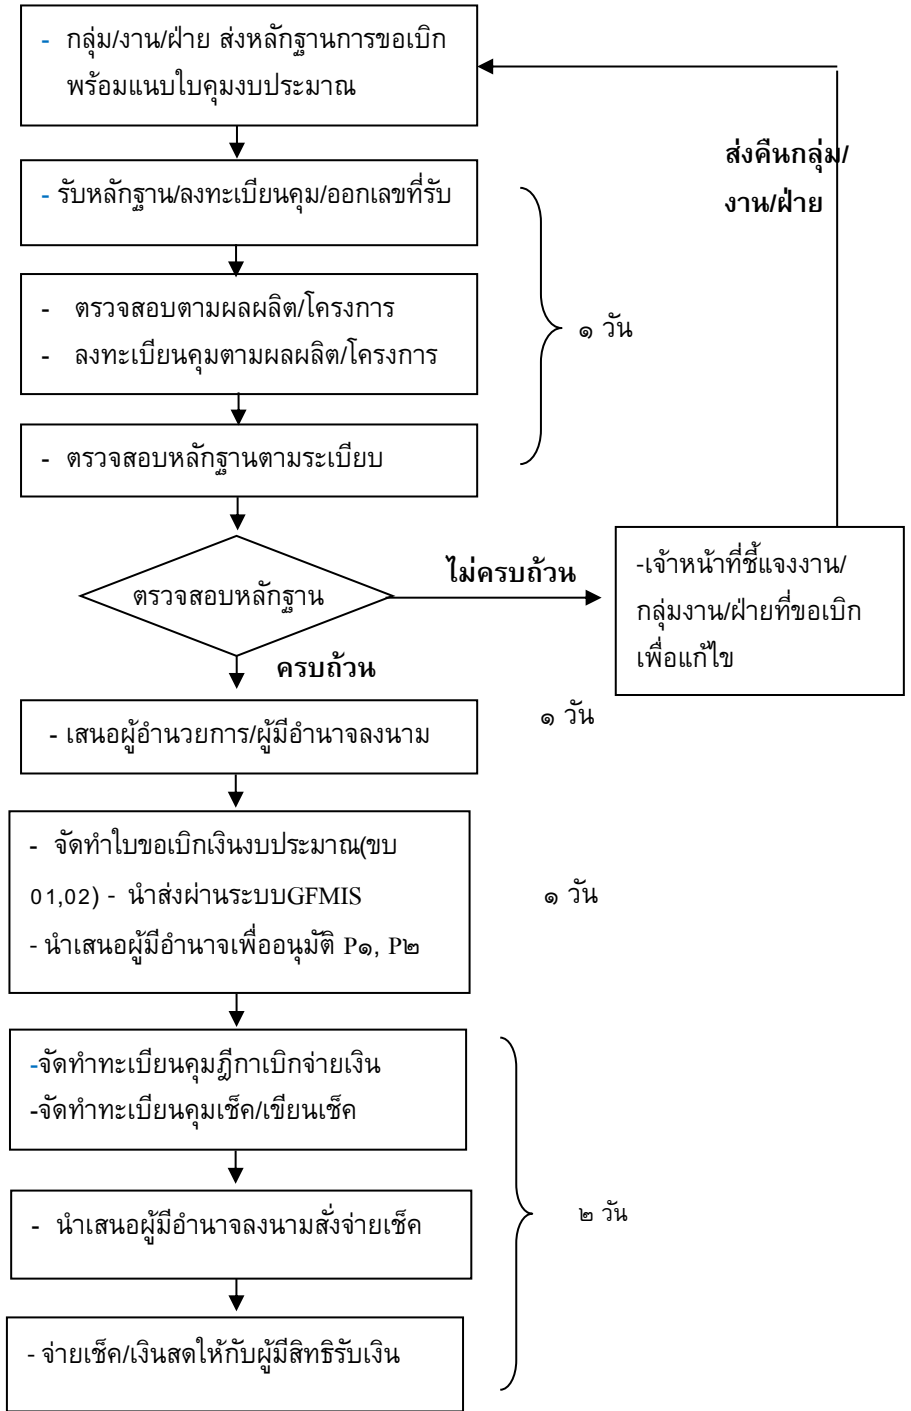 - กลุ่ม/งาน/ฝ่าย ส่งหลักฐานการขอเบิก
พร้อมแนบใบคุมงบประมาณ
ส่งคืนกลุ่ม/
งาน/ฝ่าย
- รับหลักฐาน/ลงทะเบียนคุม/ออกเลขที่รับ
- ตรวจสอบตามผลผลิต/โครงการ
- ลงทะเบียนคุมตามผลผลิต/โครงการ
๑ วัน
- ตรวจสอบหลักฐานตามระเบียบ
ตรวจสอบหลักฐาน
ไม่ครบถ้วน
-เจ้าหน้าที่ชี้แจงงาน/
กลุ่มงาน/ฝ่ายที่ขอเบิก
เพื่อแก้ไข
ครบถ้วน
- เสนอผู้อำนวยการ/ผู้มีอำนาจลงนาม
๑ วัน
- จัดทำใบขอเบิกเงินงบประมาณ(ขบ
01,02) - นำส่งผ่านระบบGFMIS
- นำเสนอผู้มีอำนาจเพื่ออนุมัติ P๑, P๒
๑ วัน
-จัดทำทะเบียนคุมฎีกาเบิกจ่ายเงิน
-จัดทำทะเบียนคุมเช็ค/เขียนเช็ค
- นำเสนอผู้มีอำนาจลงนามสั่งจ่ายเช็ค
๒ วัน
- จ่ายเช็ค/เงินสดให้กับผู้มีสิทธิรับเงิน